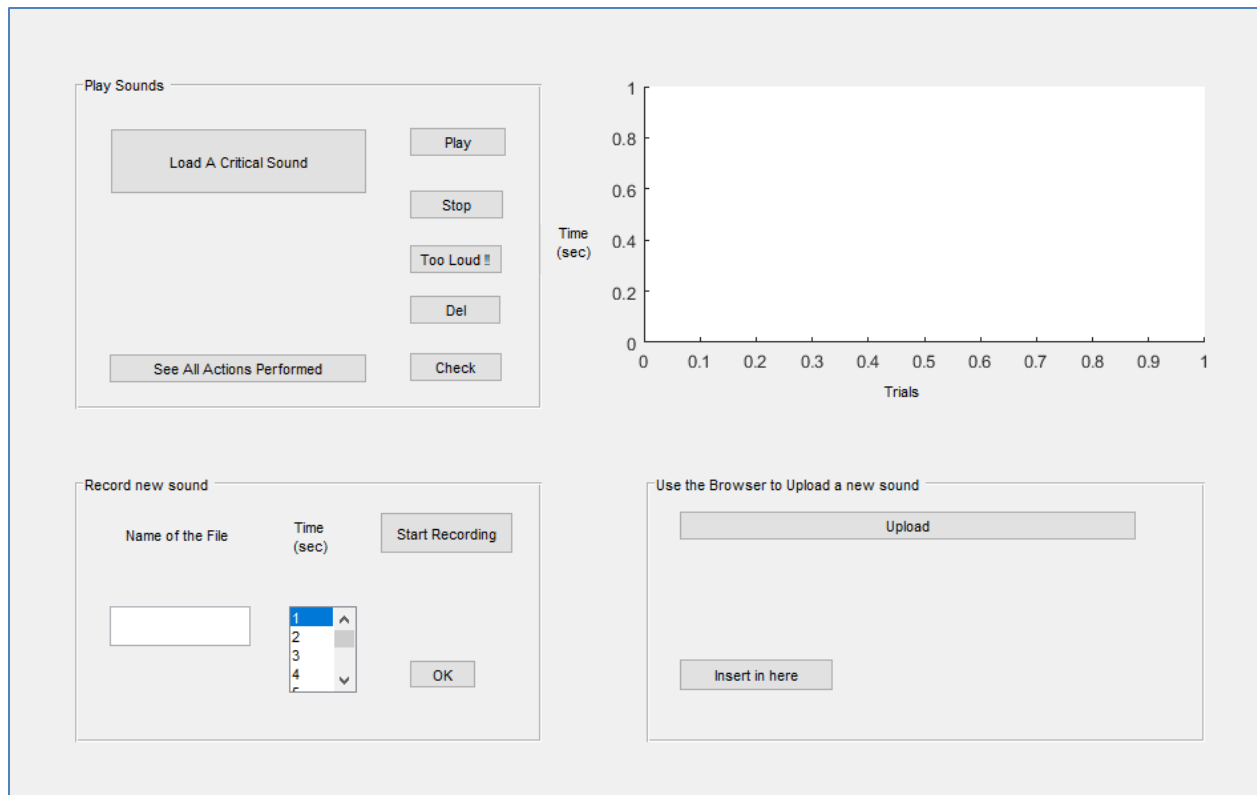 Play Sounds
Load A Critical Sound
Play
Stop
Too Loud !!
Del
See All Actions Performed
Check
Time
(sec)
1
0.8
0.6
0.4
0.2
0
0 0.1 0.2 0.3 0.4 0.5 0.6 0.7 0.8 0.9 1
Trials
Record new sound
Name of the File
Time
(sec)
Start Recording
1
2
3
4
OK
Use the Browser to Upload a new sound
Upload
Insert in here